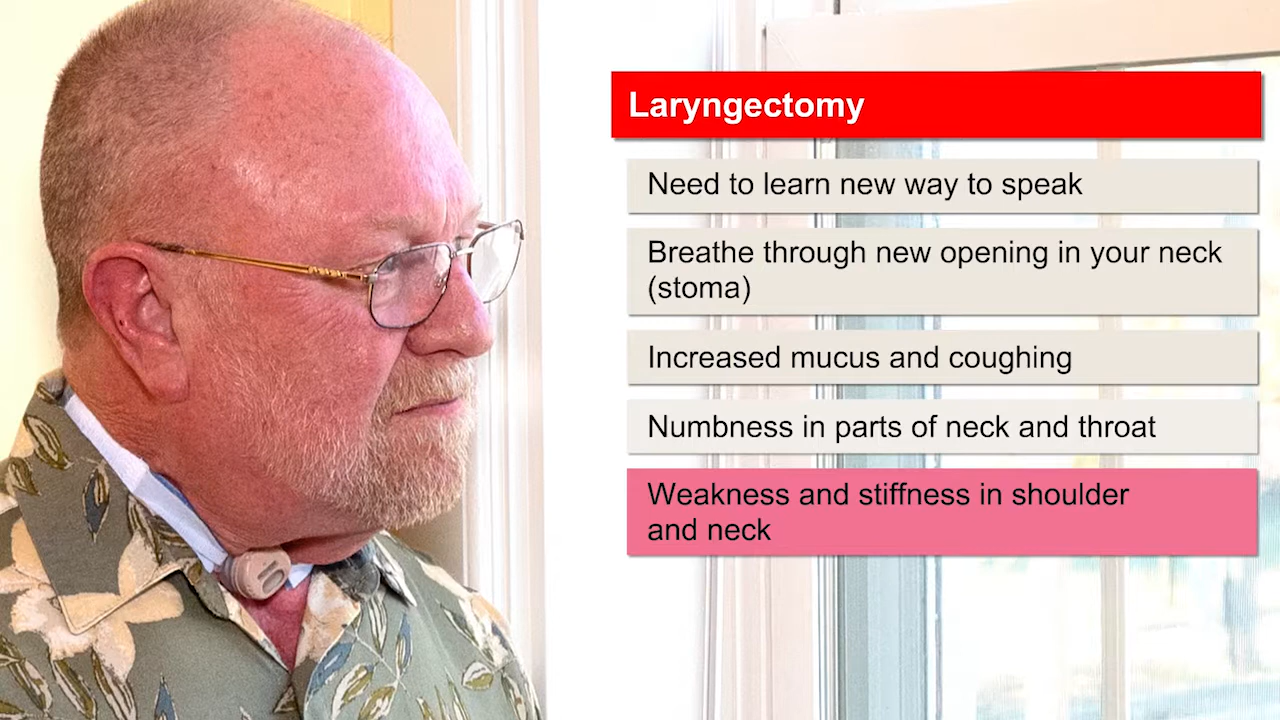 Laryngectomy
Need to learn new way to speak
Breathe through new opening in your neck
(stoma)
Increased mucus and coughing
Numbness in parts of neck and throat
Weakness and stiffness in shoulder
and neck